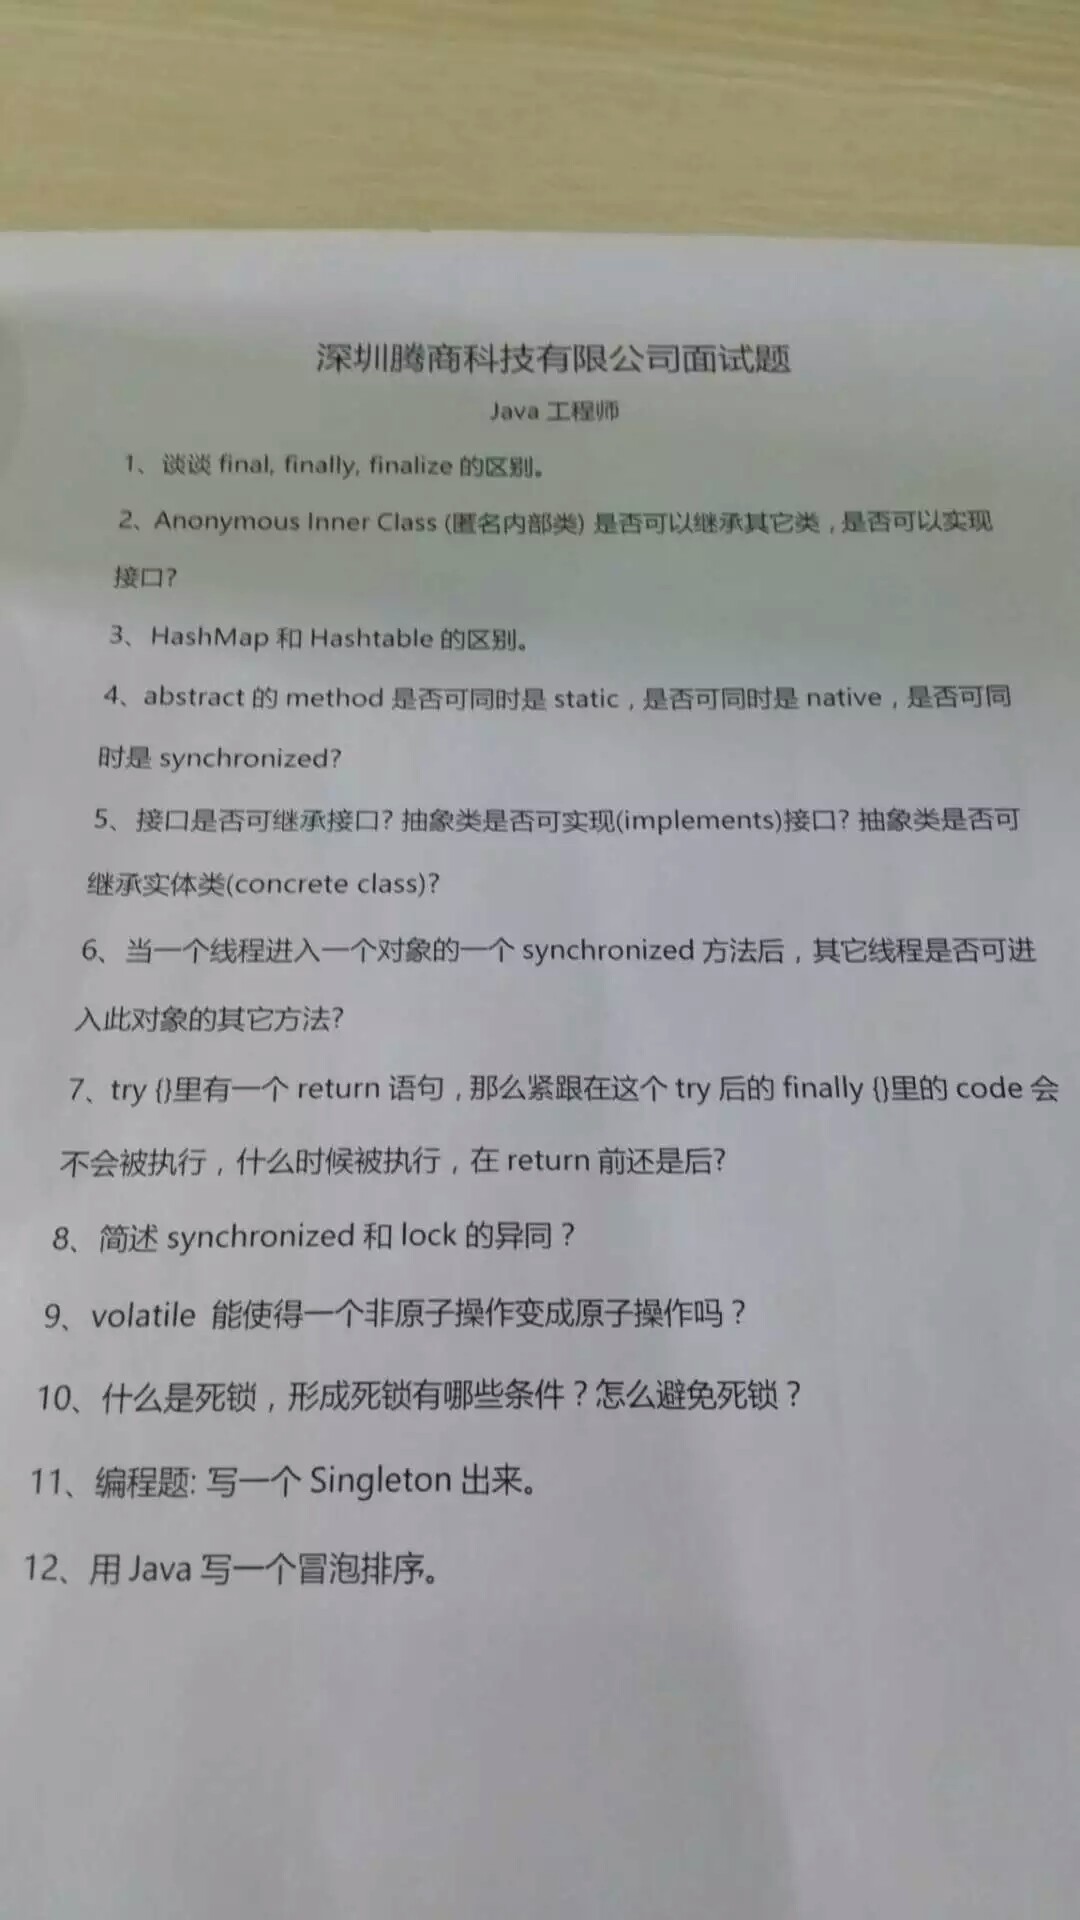 深圳腾商科技有限公司面试题
Java 工程师
1、谈谈 final, finally, finalize 的区别。
2、Anonymous Inner Class (匿名内部类) 是否可以继承其它类，是否可以实现
接口?
3、HashMap 和 Hashtable 的区别。
4、abstract 的 method 是否可同时是 static，是否可同时是 native，是否可同
时是 synchronized?
5、接口是否可继承接口? 抽象类是否可实现(implements)接口? 抽象类是否可
继承实体类(concrete class)?
6、当一个线程进入一个对象的一个 synchronized 方法后，其它线程是否可进
入此对象的其它方法?
7、try {}里有一个 return 语句，那么紧跟在这个 try 后的 finally {}里的 code 会
不会被执行，什么时候被执行，在 return 前还是后?
8、简述 synchronized 和 lock 的异同？
9、volatile 能使得一个非原子操作变成原子操作吗？
10、什么是死锁，形成死锁有哪些条件？怎么避免死锁？
11、编程题: 写一个 Singleton 出来。
12、用 Java 写一个冒泡排序。